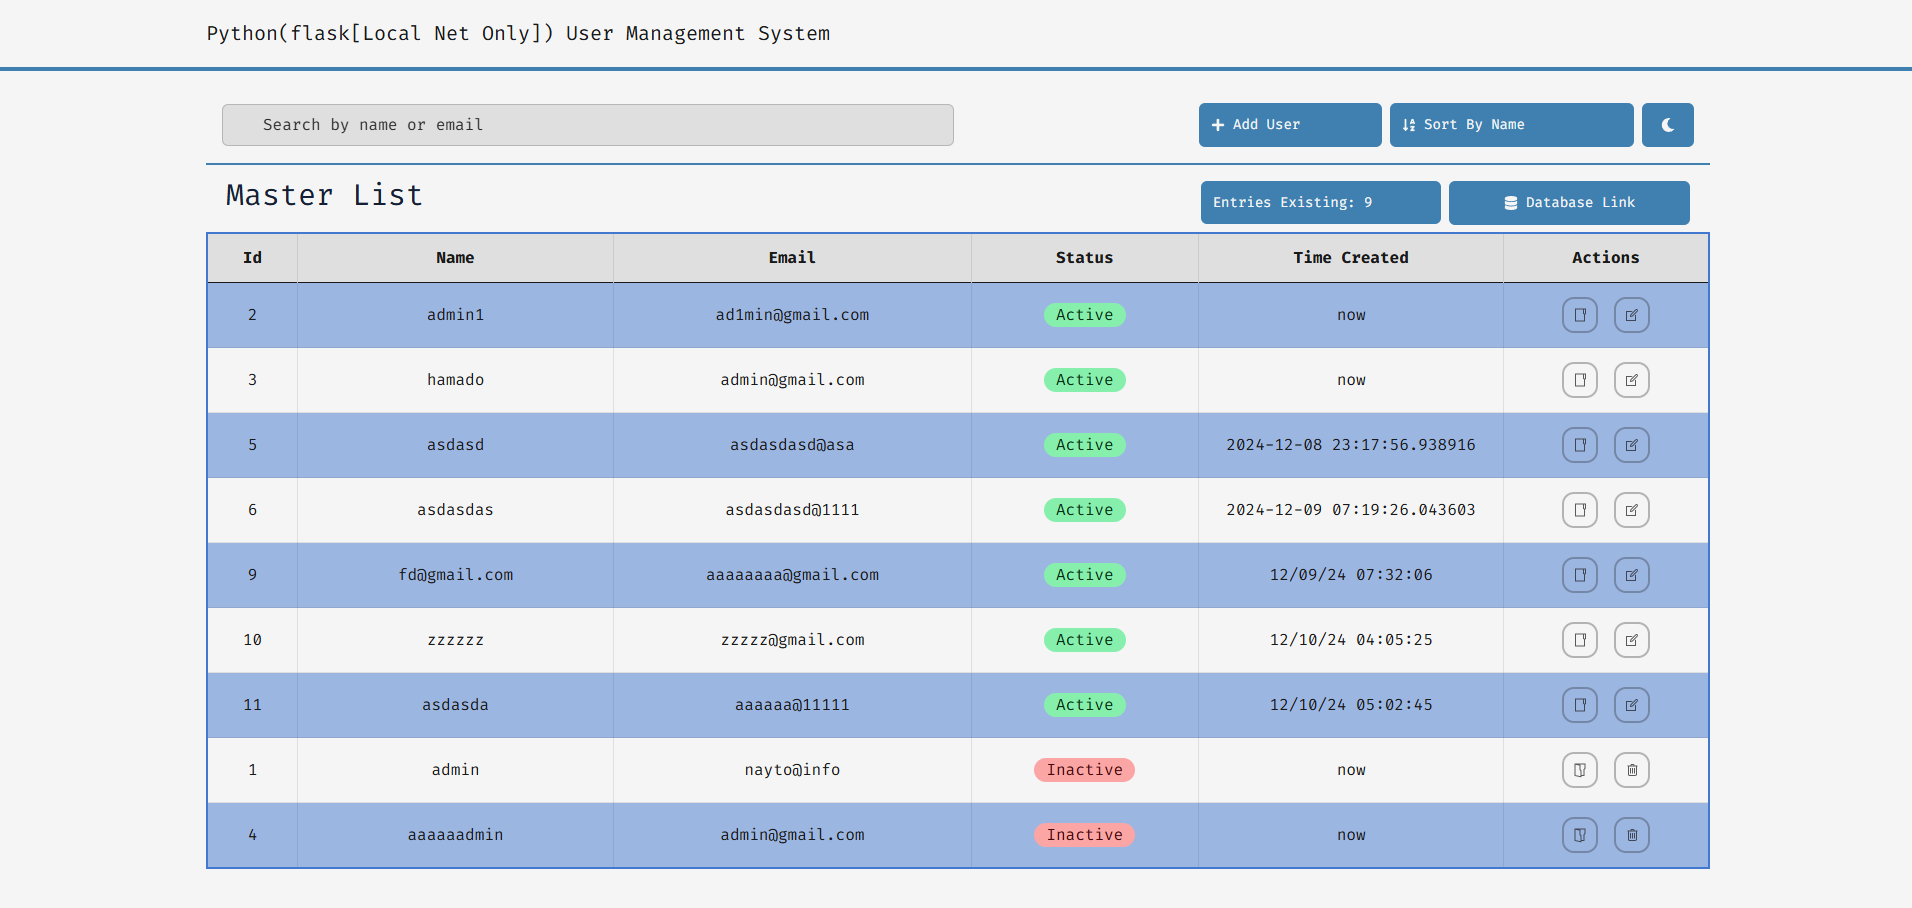 Python(flask[Local Net Only]) User Management System
Search by name or email
Add User
Sort By Name
Master List
Entries Existing: 9
Database Link
Id Name Email Status Time Created Actions
2 admin1 ad1min@gmail.com Active now
3 hamado admin@gmail.com Active now
5 asdasd asdasdasd@asa Active 2024-12-08 23:17:56.938916
6 asdasdas asdasdasd@1111 Active 2024-12-09 07:19:26.043603
9 fd@gmail.com aaaaaaaa@gmail.com Active 12/09/24 07:32:06
10 zzzzzz zzzzz@gmail.com Active 12/10/24 04:05:25
11 asdasda aaaaaa@11111 Active 12/10/24 05:02:45
1 admin nayto@info Inactive now
4 aaaaaadmin admin@gmail.com Inactive now